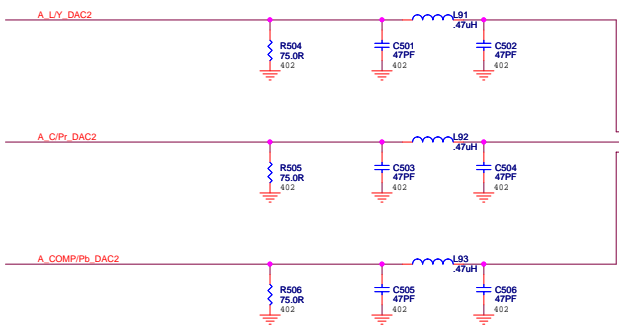 A_L/Y_DAC2
L91
.47uH
R504
75.0R
402
C501
47PF
402
C502
47PF
402
A_C/Pr_DAC2
L92
.47uH
R505
75.0R
402
C503
47PF
402
C504
47PF
402
A_COMP/Pb_DAC2
L93
.47uH
R506
75.0R
402
C505
47PF
402
C506
47PF
402